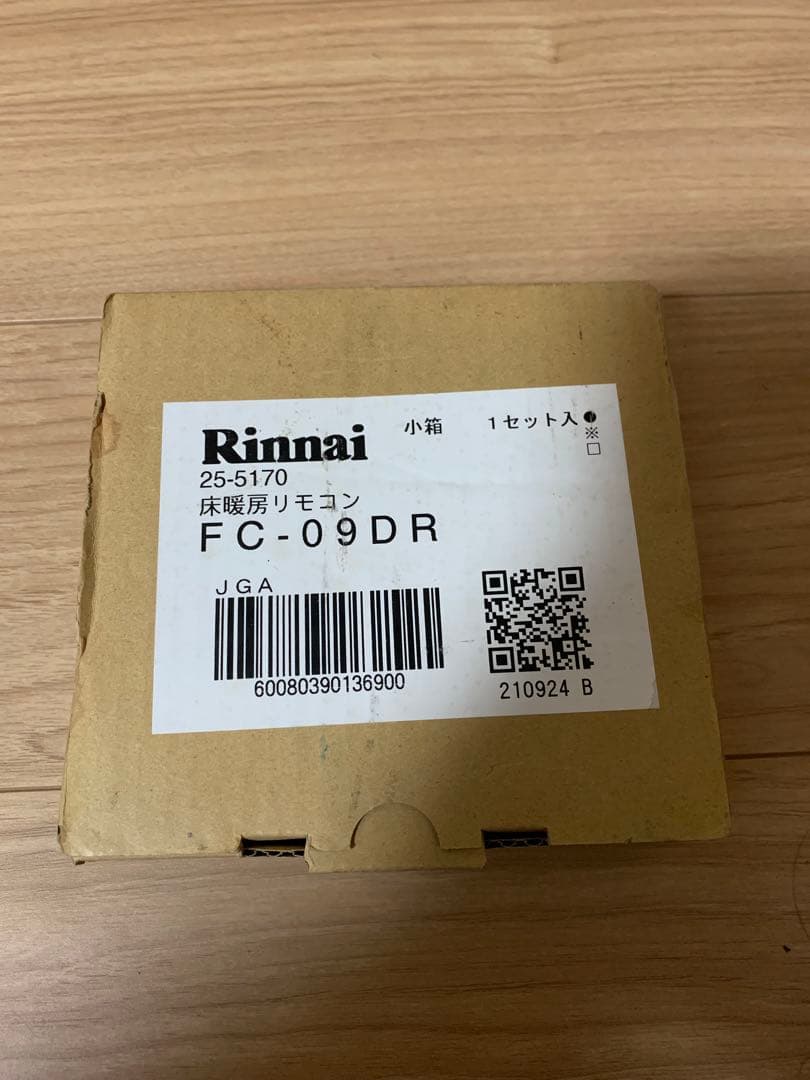 Rinnai
小箱 1セット入●
※
□
25-5170
床暖房リモコン
FC-09DR
JGA
60080390136900
210924 B